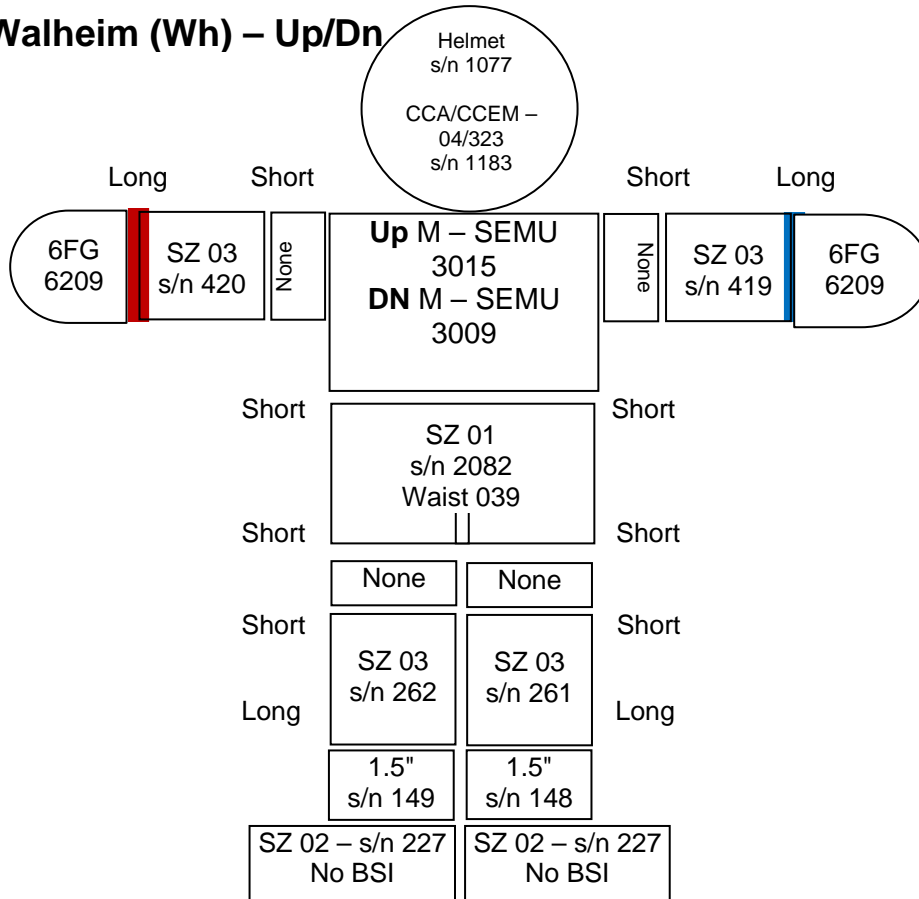 Walheim (Wh) – Up/Dn
Helmet
s/n 1077
CCA/CCEM –
04/323
s/n 1183
Long Short Short Long
6FG
6209
SZ 03
s/n 420
None
Up M – SEMU
3015
DN M – SEMU
3009
None
SZ 03
s/n 419
6FG
6209
Short Short
SZ 01
s/n 2082
Waist 039
Short Short
None None
Short Short
SZ 03
s/n 262
SZ 03
s/n 261
Long Long
1.5"
s/n 149
1.5"
s/n 148
SZ 02 – s/n 227
No BSI
SZ 02 – s/n 227
No BSI